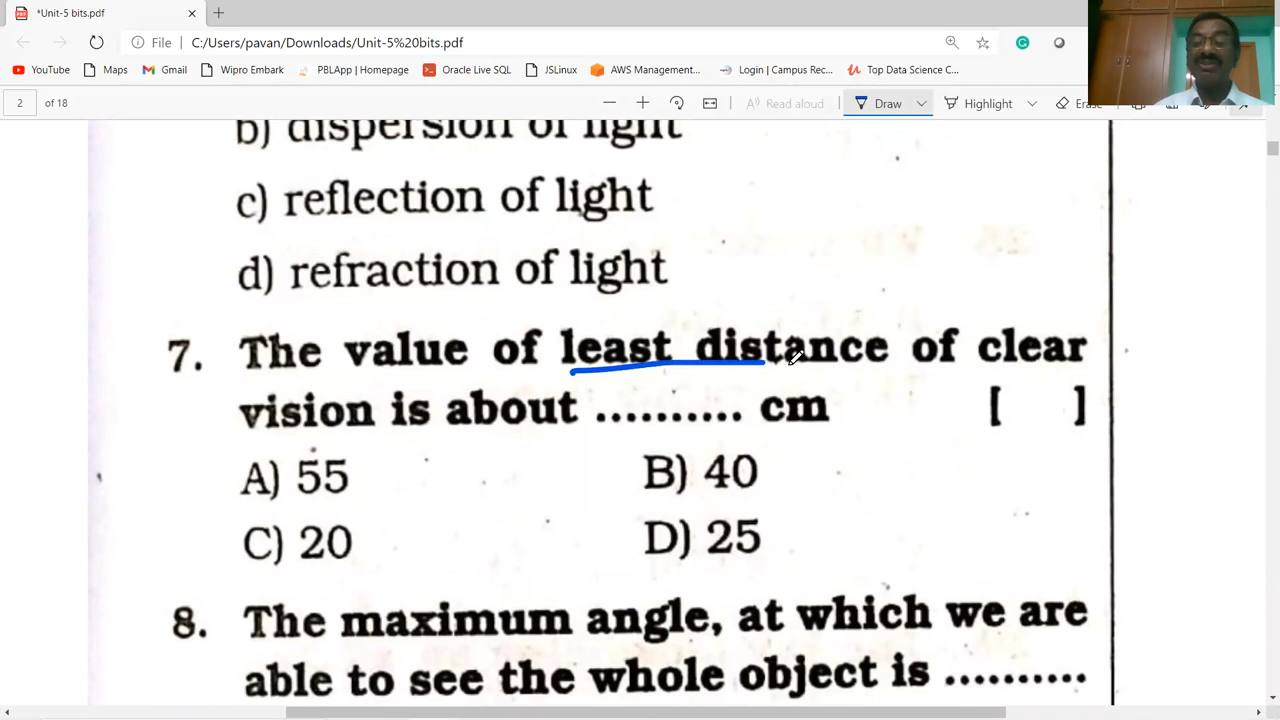 *Unit-5 bits.pdf
File C:/Users/pavan/Downloads/Unit-5%20bits.pdf
YouTube Maps Gmail Wipro Embark PBLApp | Homepage Oracle Live SQL JSLinux AWS Management... Login | Campus Rec... Top Data Science C...
2 of 18 Read aloud Draw Highlight Erase
b) dispersion of light
c) reflection of light
d) refraction of light
7. The value of least distance of clear
vision is about .......... cm [ ]
A) 55 B) 40
C) 20 D) 25
8. The maximum angle, at which we are
able to see the whole object is ..........